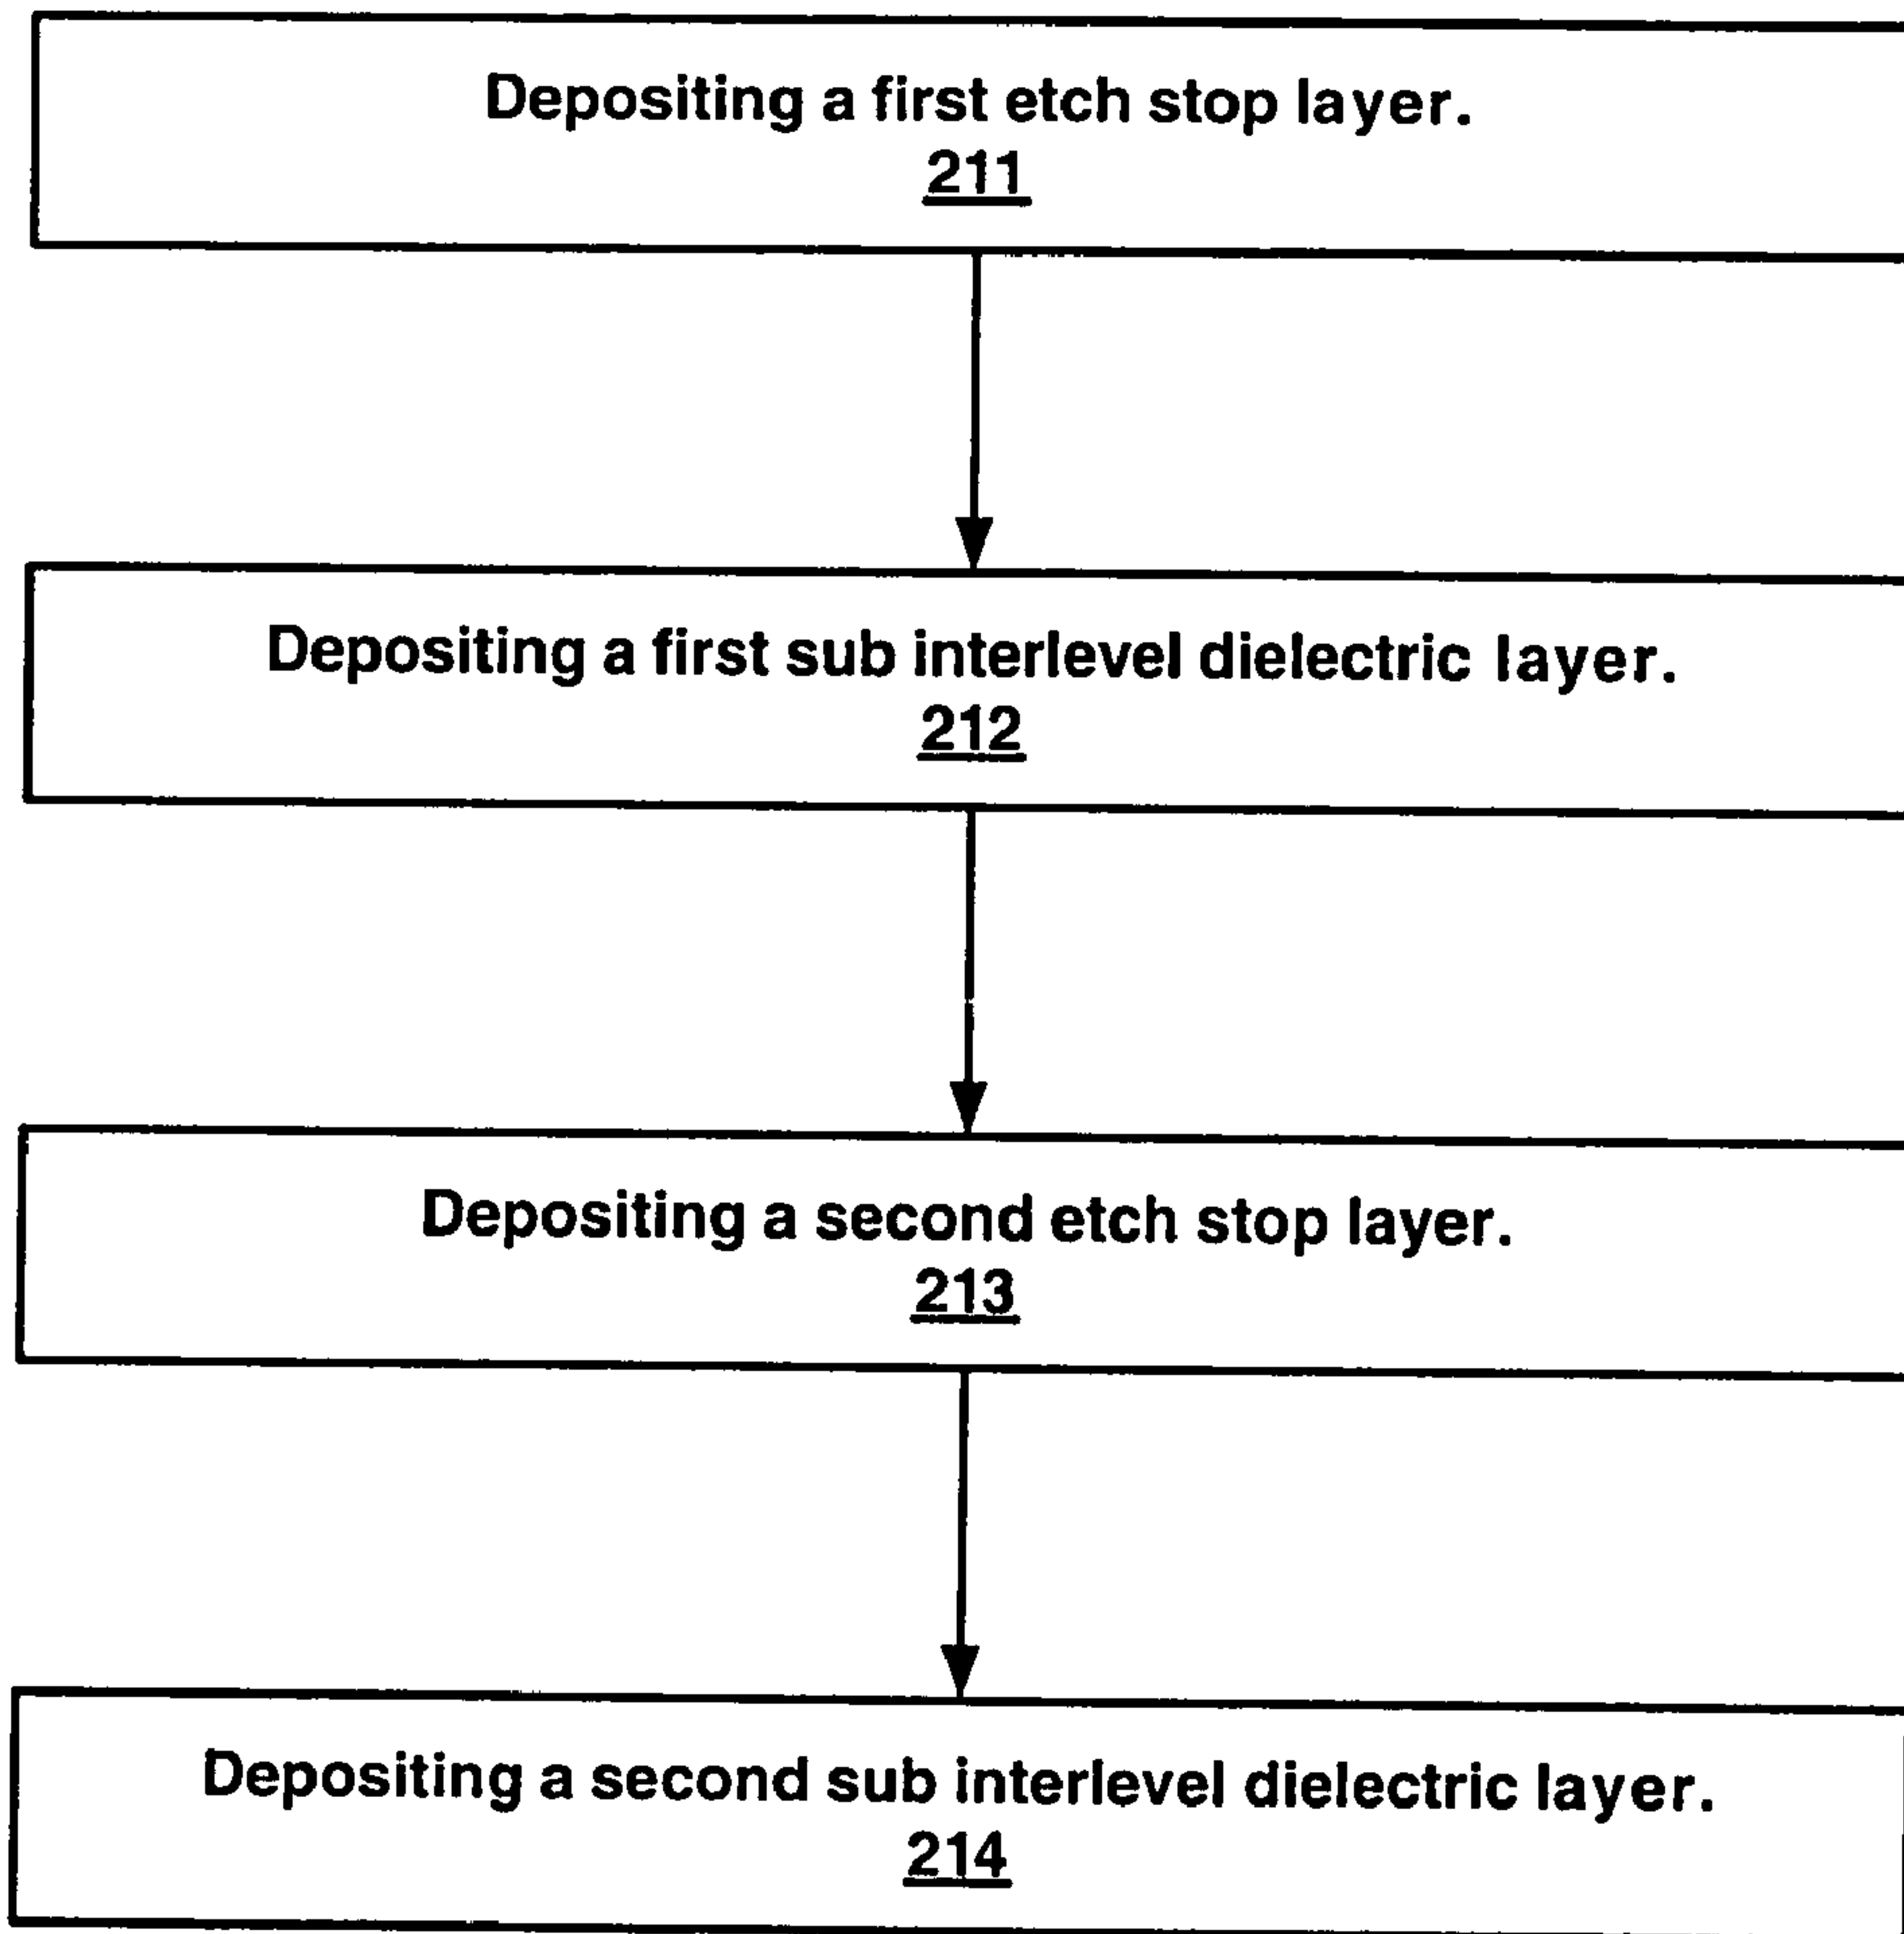 Depositing a first etch stop layer.
211
Depositing a first sub interlevel dielectric layer.
212
Depositing a second etch stop layer.
213
Depositing a second sub interlevel dielectric layer.
214